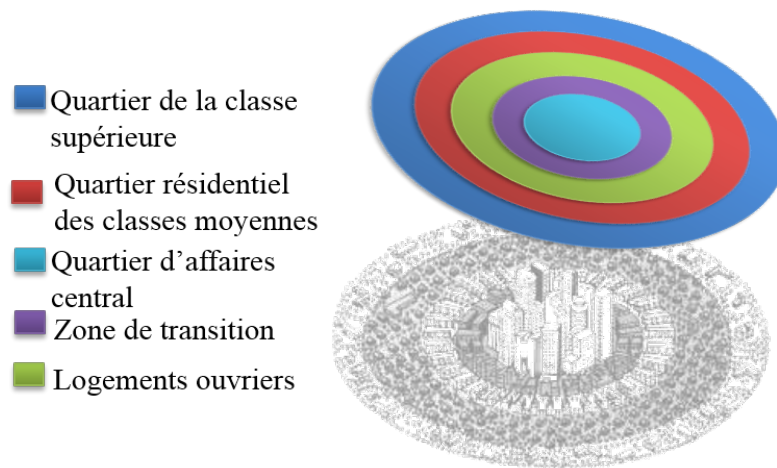 Quartier de la classe
supérieure
Quartier résidentiel
des classes moyennes
Quartier d’affaires
central
Zone de transition
Logements ouvriers